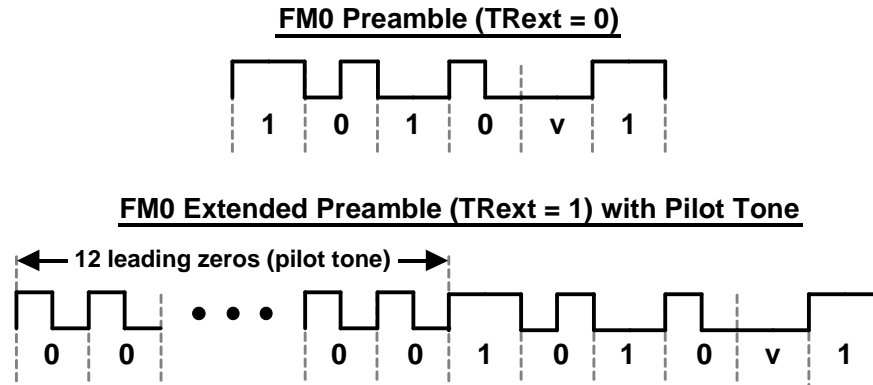 FM0 Preamble (TRext = 0)
1 0 1 0 v 1
FM0 Extended Preamble (TRext = 1) with Pilot Tone
12 leading zeros (pilot tone)
0 0 0 0 1 0 1 0 v 1